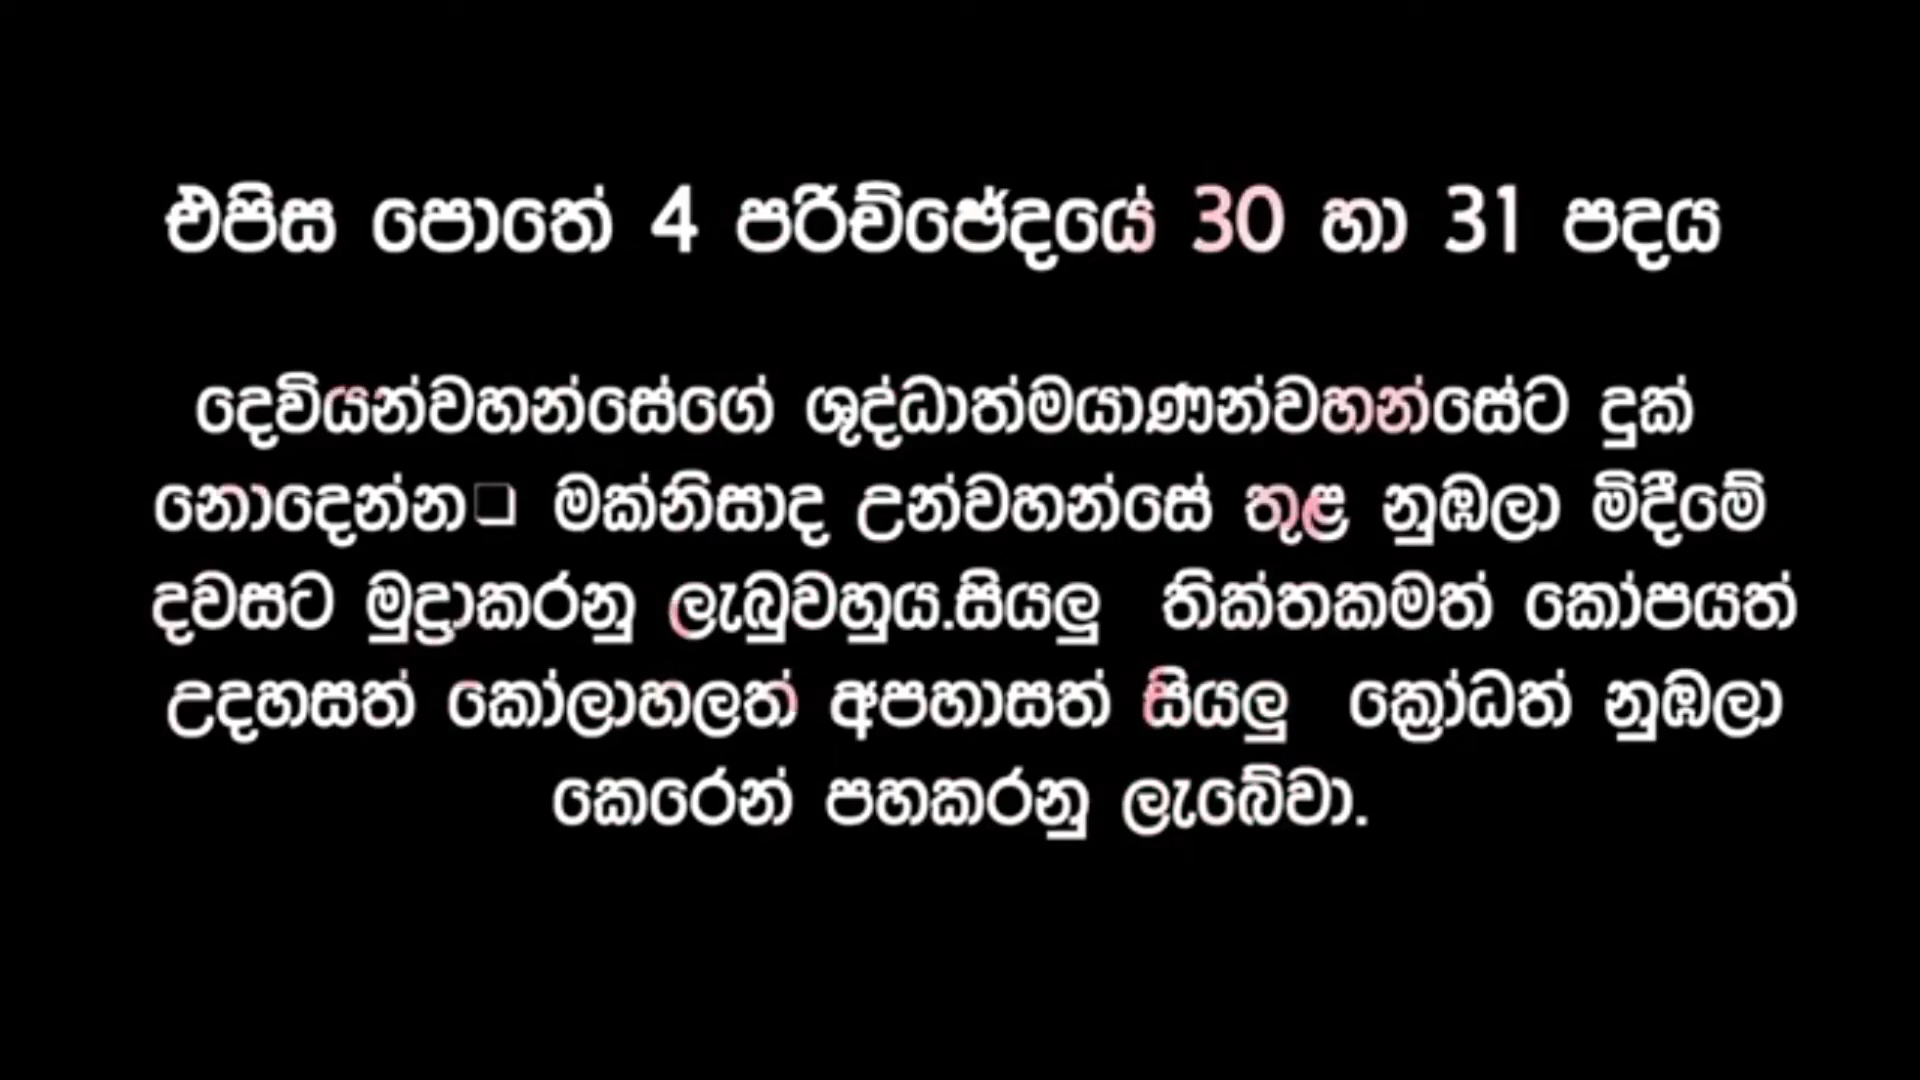 එපිස පොතේ 4 පරිච්ඡේදයේ 30 හා 31 පදය
දෙවියන්වහන්සේගේ ශුද්ධාත්මයාණන්වහන්සේට දුක්
නොදෙන්න❏ මක්නිසාද උන්වහන්සේ තුළ නුඹලා මිදීමේ
දවසට මුද්‍රාකරනු ලැබුවහුය.සියලු තික්තකමත් කෝපයත්
උදහසත් කෝලාහලත් අපහාසත් සියලු ක්‍රෝධත් නුඹලා
කෙරෙන් පහකරනු ලැබේවා.